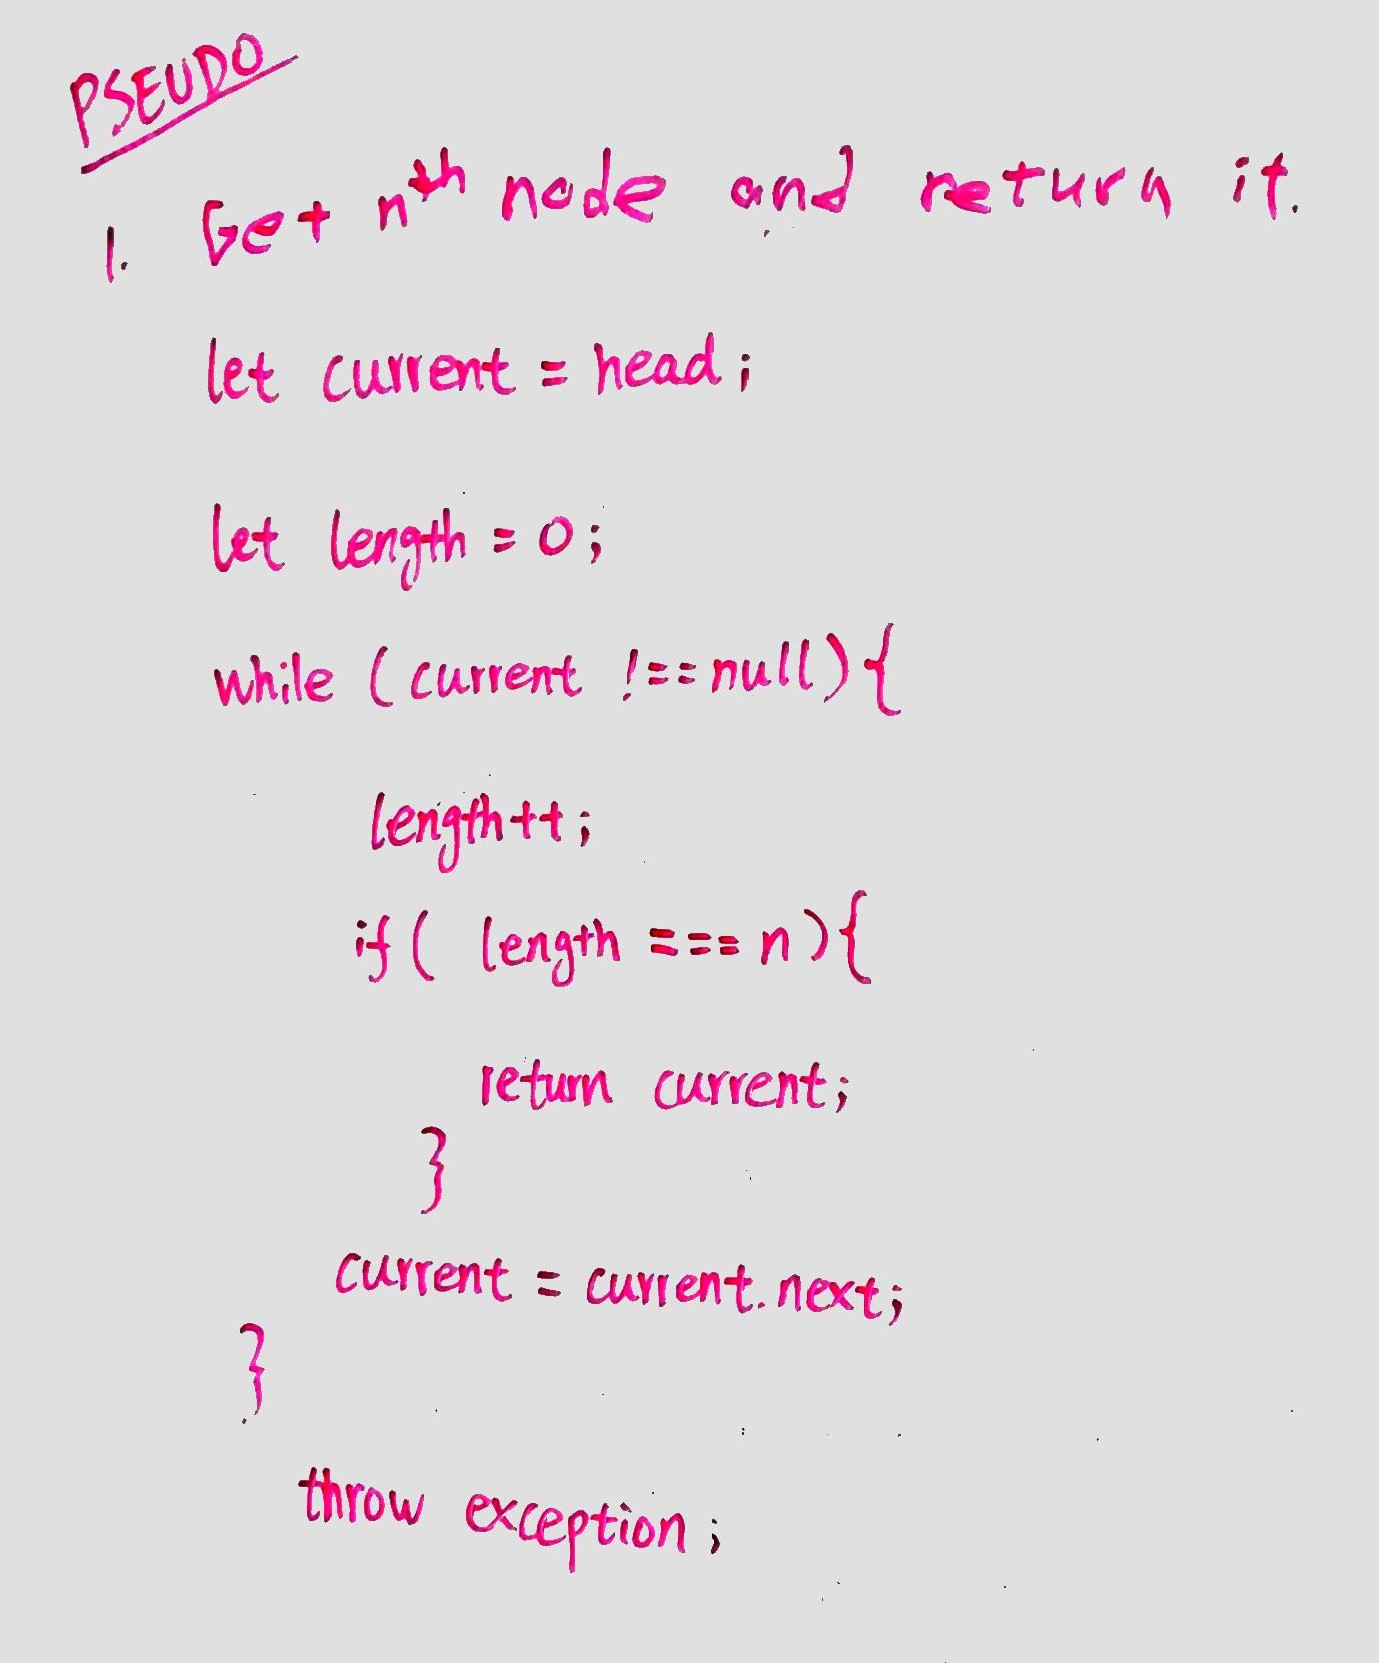 PSEUDO
1. Get nth node and return it.
let current = head;
let length = 0;
while (current !== null){
length++;
if( length === n){
return current;
}
current = current.next;
}
throw exception;